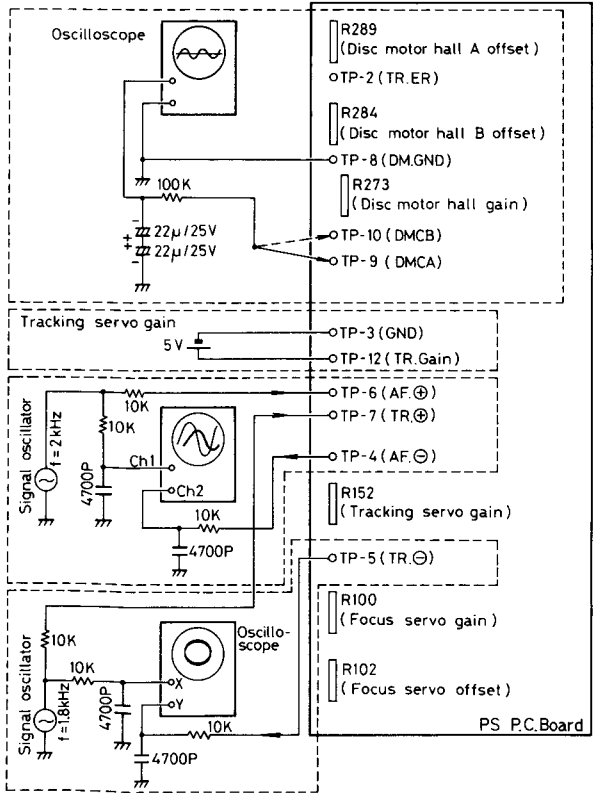 Oscilloscope
R289
(Disc motor hall A offset)
TP-2 (TR.ER)
R284
(Disc motor hall B offset)
TP-8 (DM.GND)
R273
(Disc motor hall gain)
100K
TP-10 (DMCB)
TP-9 (DMCA)
-
22μ/25V
++
22μ/25V
-
Tracking servo gain
5V
TP-3 (GND)
TP-12 (TR.Gain)
TP-6 (AF.⊕)
10K
TP-7 (TR.⊕)
10K
Signal oscillator
f=2kHz
Ch1
TP-4 (AF.⊖)
4700P
Ch2
10K
R152
(Tracking servo gain)
4700P
TP-5 (TR.⊖)
R100
(Focus servo gain)
10K
Oscillo-
scope
Signal oscillator
f=1.8kHz
10K
X
R102
(Focus servo offset)
4700P
Y
10K
4700P
PS P.C.Board